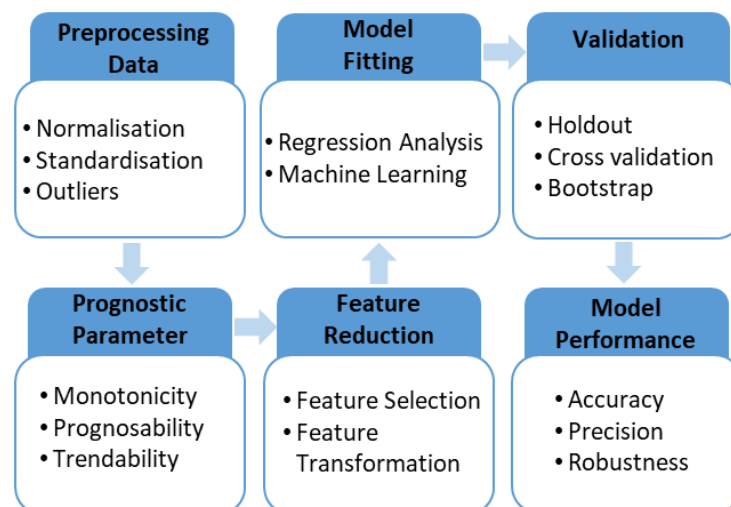 Preprocessing
Data
• Normalisation
• Standardisation
• Outliers
Prognostic
Parameter
• Monotonicity
• Prognosability
• Trendability
Feature
Reduction
• Feature Selection
• Feature
Transformation
Model
Fitting
• Regression Analysis
• Machine Learning
Validation
• Holdout
• Cross validation
• Bootstrap
Model
Performance
• Accuracy
• Precision
• Robustness